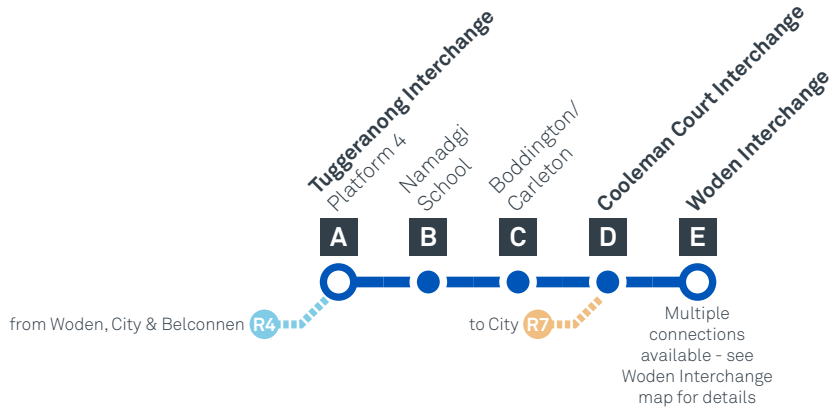 Tuggeranong Interchange
Platform 4
Namadgi
School
Boddington/
Carleton
Cooleman Court Interchange
Woden Interchange
A
B
C
D
E
from Woden, City & Belconnen R4
to City R7
Multiple
connections
available - see
Woden Interchange
map for details